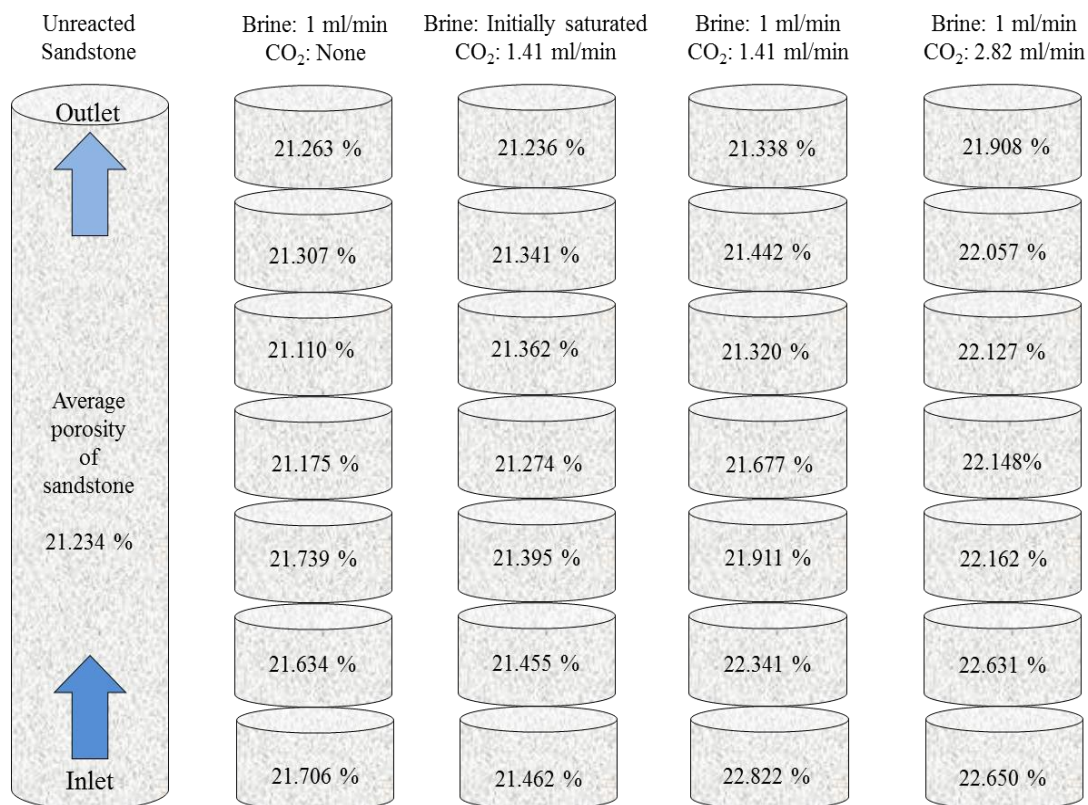 Unreacted
Sandstone
Brine: 1 ml/min
CO₂: None
Brine: Initially saturated
CO₂: 1.41 ml/min
Brine: 1 ml/min
CO₂: 1.41 ml/min
Brine: 1 ml/min
CO₂: 2.82 ml/min
Outlet
Average
porosity
of
sandstone
21.234 %
Inlet
21.263 %
21.307 %
21.110 %
21.175 %
21.739 %
21.634 %
21.706 %
21.236 %
21.341 %
21.362 %
21.274 %
21.395 %
21.455 %
21.462 %
21.338 %
21.442 %
21.320 %
21.677 %
21.911 %
22.341 %
22.822 %
21.908 %
22.057 %
22.127 %
22.148%
22.162 %
22.631 %
22.650 %